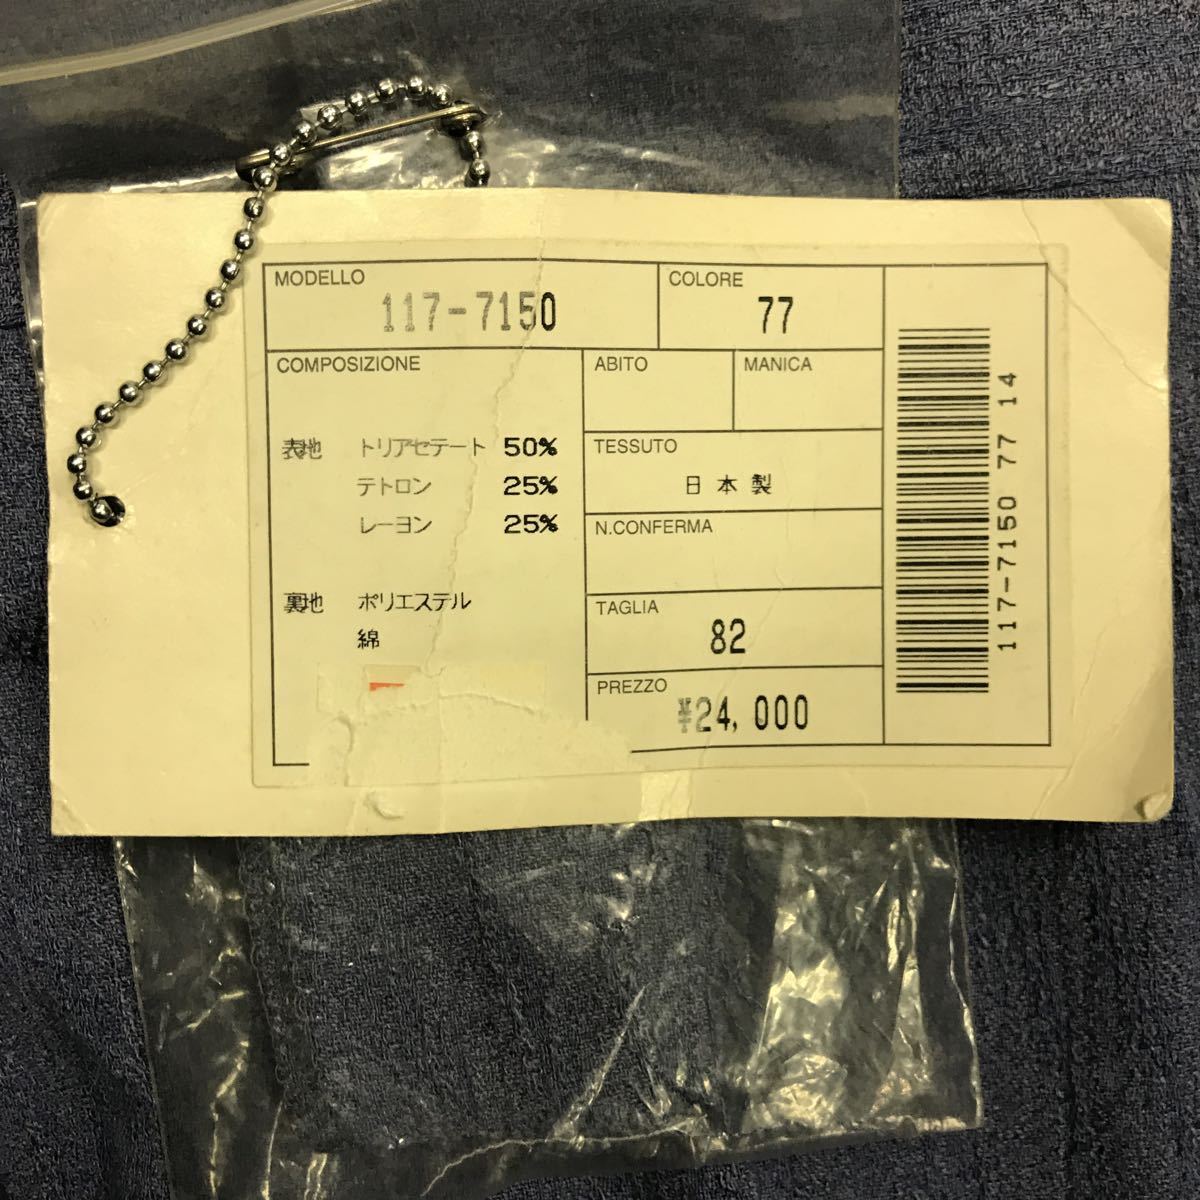 MODELLO
117-7150
COLORE
77
COMPOSIZIONE
表地 トリアセテート 50%
テトロン 25%
レーヨン 25%
裏地 ポリエステル
綿
ABITO
MANICA
TESSUTO
日本製
N.CONFERMA
TAGLIA
82
PREZZO
¥24,000
117-7150 77 14